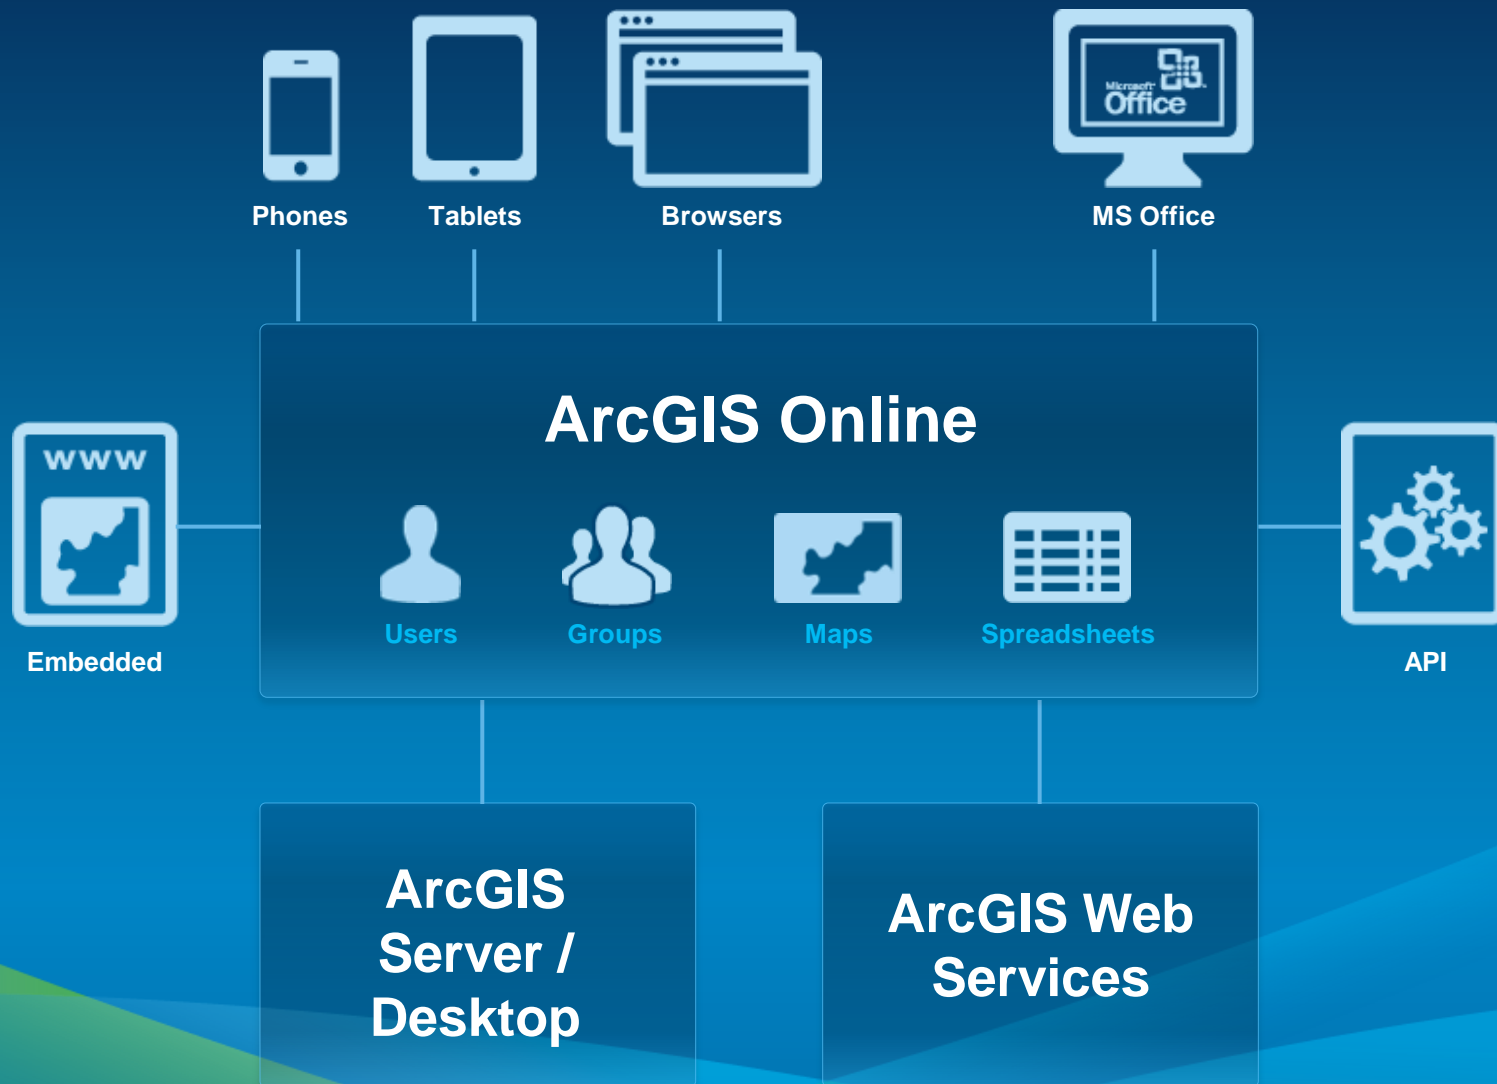 Microsoft
Office
Phones
Tablets
Browsers
MS Office
ArcGIS Online
www
Users
Groups
Maps
Spreadsheets
Embedded
API
ArcGIS
Server /
Desktop
ArcGIS Web
Services